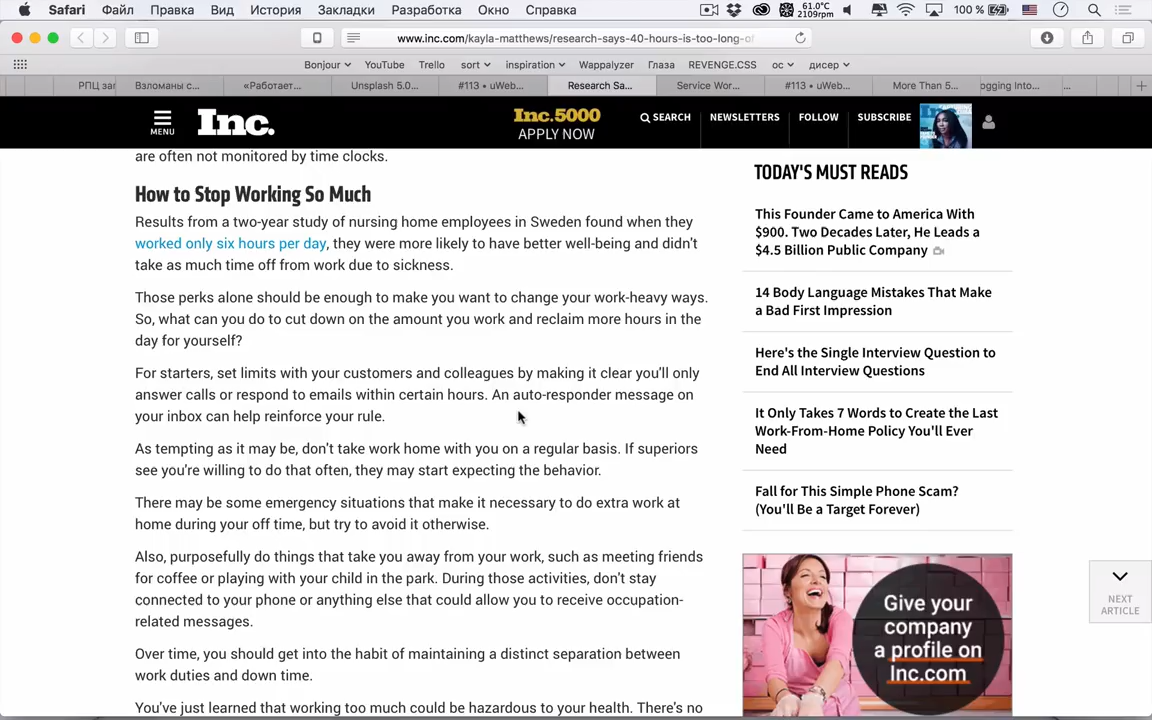 Safari Файл Правка Вид История Закладки Разработка Окно Справка 61.0°C 2109rpm 100 %
www.inc.com/kayla-matthews/research-says-40-hours-is-too-long-of
Bonjour YouTube Trello sort inspiration Wappalyzer Глаза REVENGE.CSS ос дисер
РПЦ заг Взломаны с... «Работает... Unsplash 5.0... #113 • uWeb... Research Sa... Service Wor... #113 • uWeb... More Than 5... ogging Into... ...
MENU Inc. Inc.5000 APPLY NOW SEARCH NEWSLETTERS FOLLOW SUBSCRIBE
are often not monitored by time clocks.
How to Stop Working So Much
Results from a two-year study of nursing home employees in Sweden found when they
worked only six hours per day, they were more likely to have better well-being and didn't
take as much time off from work due to sickness.
Those perks alone should be enough to make you want to change your work-heavy ways.
So, what can you do to cut down on the amount you work and reclaim more hours in the
day for yourself?
For starters, set limits with your customers and colleagues by making it clear you'll only
answer calls or respond to emails within certain hours. An auto-responder message on
your inbox can help reinforce your rule.
As tempting as it may be, don't take work home with you on a regular basis. If superiors
see you're willing to do that often, they may start expecting the behavior.
There may be some emergency situations that make it necessary to do extra work at
home during your off time, but try to avoid it otherwise.
Also, purposefully do things that take you away from your work, such as meeting friends
for coffee or playing with your child in the park. During those activities, don't stay
connected to your phone or anything else that could allow you to receive occupation-
related messages.
Over time, you should get into the habit of maintaining a distinct separation between
work duties and down time.
You've just learned that working too much could be hazardous to your health. There's no
TODAY'S MUST READS
This Founder Came to America With
$900. Two Decades Later, He Leads a
$4.5 Billion Public Company
14 Body Language Mistakes That Make
a Bad First Impression
Here's the Single Interview Question to
End All Interview Questions
It Only Takes 7 Words to Create the Last
Work-From-Home Policy You'll Ever
Need
Fall for This Simple Phone Scam?
(You'll Be a Target Forever)
Give your
company
a profile on
Inc.com
NEXT
ARTICLE